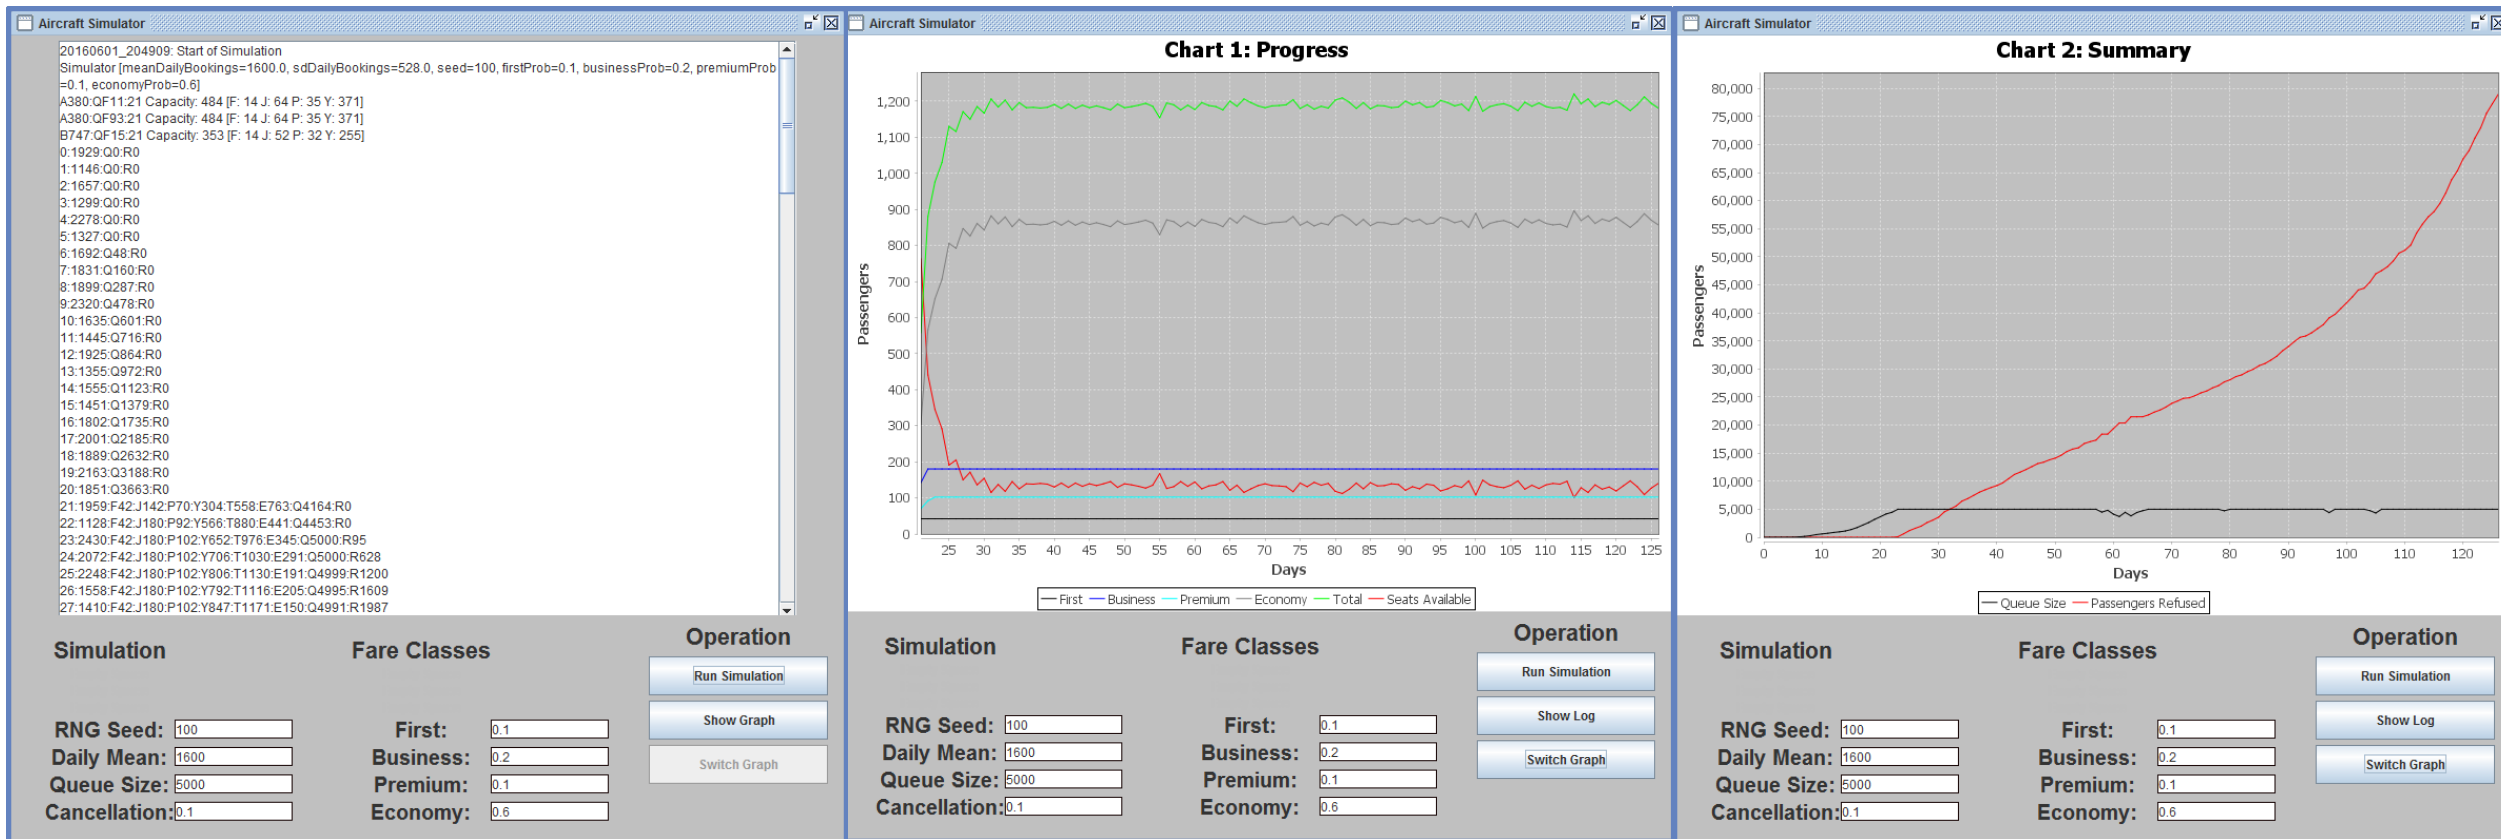 Aircraft Simulator
20160601_204909: Start of Simulation
Simulator [meanDailyBookings=1600.0, sdDailyBookings=528.0, seed=100, firstProb=0.1, businessProb=0.2, premiumProb
=0.1, economyProb=0.6]
A380:QF11:21 Capacity: 484 [F: 14 J: 64 P: 35 Y: 371]
A380:QF93:21 Capacity: 484 [F: 14 J: 64 P: 35 Y: 371]
B747:QF15:21 Capacity: 353 [F: 14 J: 52 P: 32 Y: 255]
0:1929:Q0:R0
1:1146:Q0:R0
2:1657:Q0:R0
3:1299:Q0:R0
4:2278:Q0:R0
5:1327:Q0:R0
6:1692:Q48:R0
7:1831:Q160:R0
8:1899:Q287:R0
9:2320:Q478:R0
10:1635:Q601:R0
11:1445:Q716:R0
12:1925:Q864:R0
13:1355:Q972:R0
14:1555:Q1123:R0
15:1451:Q1379:R0
16:1802:Q1735:R0
17:2001:Q2185:R0
18:1889:Q2632:R0
19:2163:Q3188:R0
20:1851:Q3663:R0
21:1959:F42:J142:P70:Y304:T558:E763:Q4164:R0
22:1128:F42:J180:P92:Y566:T880:E441:Q4453:R0
23:2430:F42:J180:P102:Y652:T976:E345:Q5000:R95
24:2072:F42:J180:P102:Y706:T1030:E291:Q5000:R628
25:2248:F42:J180:P102:Y806:T1130:E191:Q4999:R1200
26:1558:F42:J180:P102:Y792:T1116:E205:Q4995:R1609
27:1410:F42:J180:P102:Y847:T1171:E150:Q4991:R1987
Simulation
Fare Classes
Operation
Run Simulation
Show Graph
Switch Graph
RNG Seed: 100
First: 0.1
Daily Mean: 1600
Business: 0.2
Queue Size: 5000
Premium: 0.1
Cancellation: 0.1
Economy: 0.6
Aircraft Simulator
Chart 1: Progress
Passengers
1,200
1,100
1,000
900
800
700
600
500
400
300
200
100
0
25 30 35 40 45 50 55 60 65 70 75 80 85 90 95 100 105 110 115 120 125
Days
First Business Premium Economy Total Seats Available
Simulation
Fare Classes
Operation
Run Simulation
Show Log
Switch Graph
RNG Seed: 100
First: 0.1
Daily Mean: 1600
Business: 0.2
Queue Size: 5000
Premium: 0.1
Cancellation: 0.1
Economy: 0.6
Aircraft Simulator
Chart 2: Summary
Passengers
80,000
75,000
70,000
65,000
60,000
55,000
50,000
45,000
40,000
35,000
30,000
25,000
20,000
15,000
10,000
5,000
0
0 10 20 30 40 50 60 70 80 90 100 110 120
Days
Queue Size Passengers Refused
Simulation
Fare Classes
Operation
Run Simulation
Show Log
Switch Graph
RNG Seed: 100
First: 0.1
Daily Mean: 1600
Business: 0.2
Queue Size: 5000
Premium: 0.1
Cancellation: 0.1
Economy: 0.6